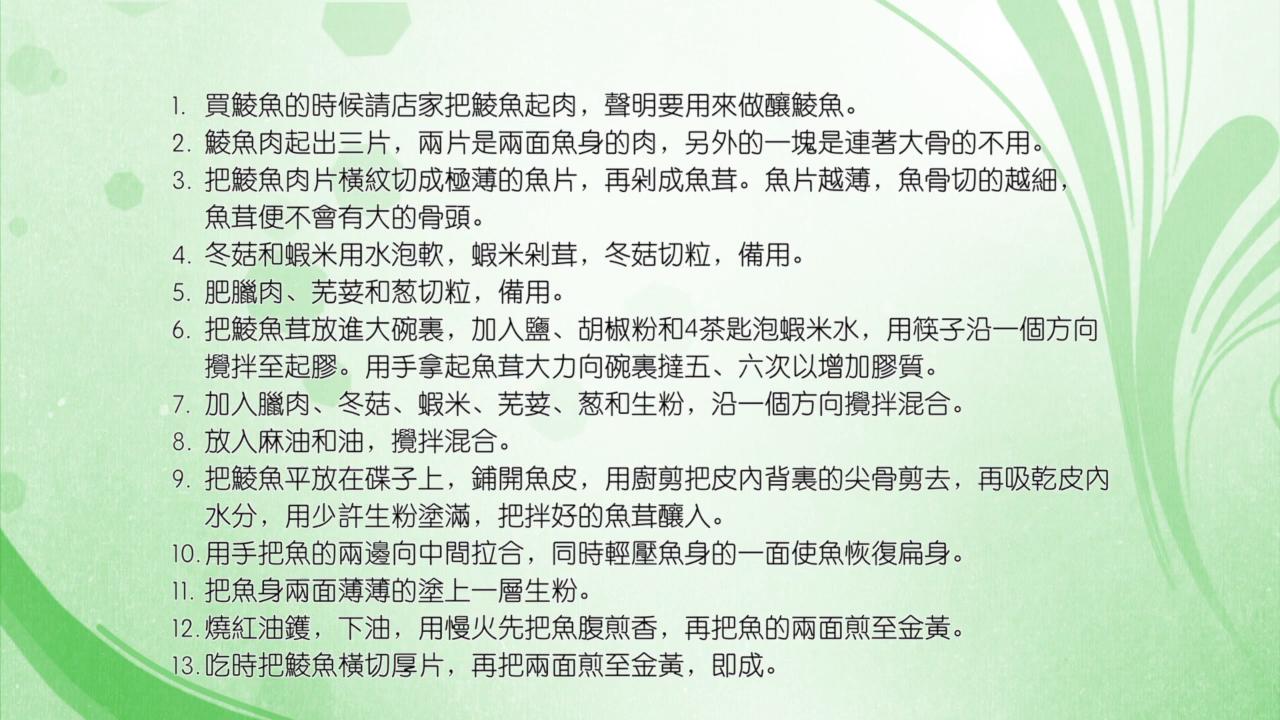 1. 買鯪魚的時候請店家把鯪魚起肉，聲明要用來做釀鯪魚。
2. 鯪魚肉起出三片，兩片是兩面魚身的肉，另外的一塊是連著大骨的不用。
3. 把鯪魚肉片橫紋切成極薄的魚片，再剁成魚茸。魚片越薄，魚骨切的越細，
魚茸便不會有大的骨頭。
4. 冬菇和蝦米用水泡軟，蝦米剁茸，冬菇切粒，備用。
5. 肥臘肉、芫荽和葱切粒，備用。
6. 把鯪魚茸放進大碗裏，加入鹽、胡椒粉和4茶匙泡蝦米水，用筷子沿一個方向
攪拌至起膠。用手拿起魚茸大力向碗裏撻五、六次以增加膠質。
7. 加入臘肉、冬菇、蝦米、芫荽、葱和生粉，沿一個方向攪拌混合。
8. 放入麻油和油，攪拌混合。
9. 把鯪魚平放在碟子上，鋪開魚皮，用廚剪把皮內背裏的尖骨剪去，再吸乾皮內
水分，用少許生粉塗滿，把拌好的魚茸釀入。
10. 用手把魚的兩邊向中間拉合，同時輕壓魚身的一面使魚恢復扁身。
11. 把魚身兩面薄薄的塗上一層生粉。
12. 燒紅油鑊，下油，用慢火先把魚腹煎香，再把魚的兩面煎至金黃。
13. 吃時把鯪魚橫切厚片，再把兩面煎至金黃，即成。